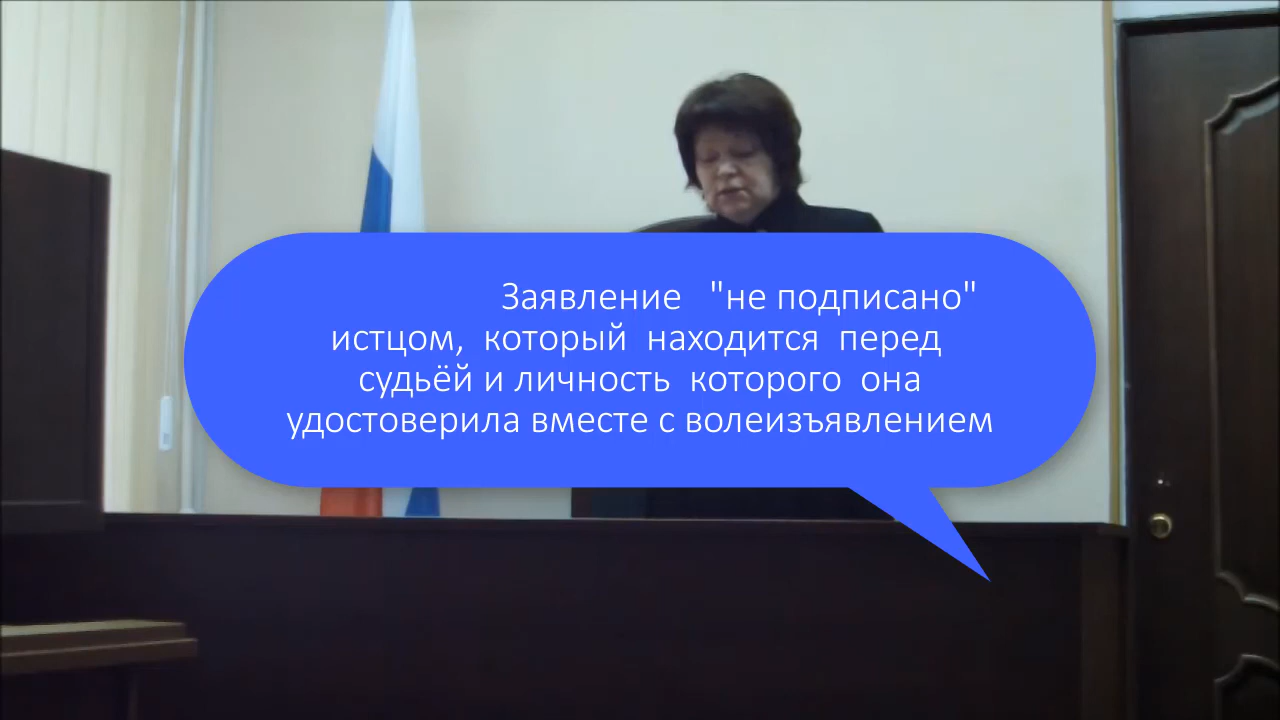 Заявление "не подписано"
истцом, который находится перед
судьёй и личность которого она
удостоверила вместе с волеизъявлением